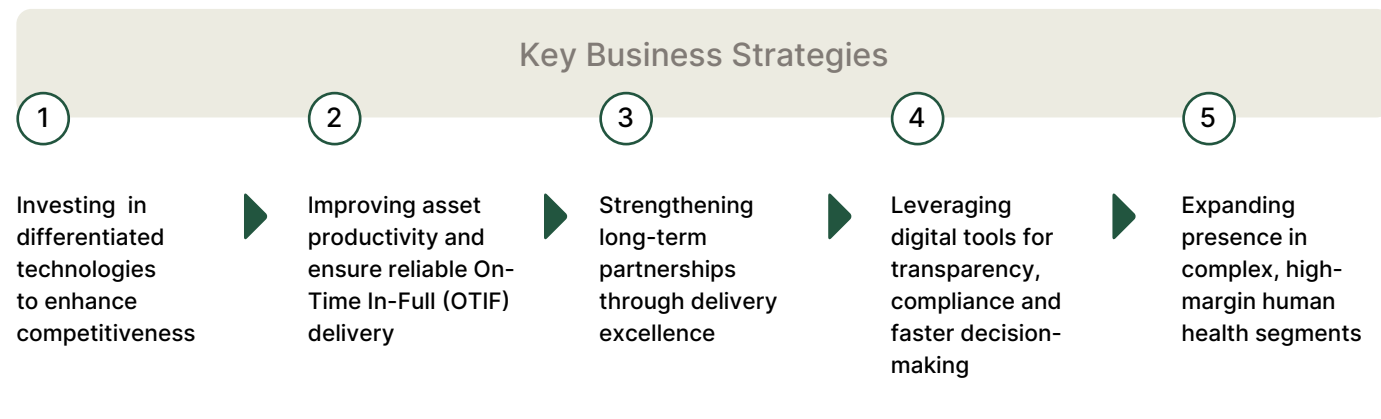 Key Business Strategies
1
Investing in
differentiated
technologies
to enhance
competitiveness
2
Improving asset
productivity and
ensure reliable On-
Time In-Full (OTIF)
delivery
3
Strengthening
long-term
partnerships
through delivery
excellence
4
Leveraging
digital tools for
transparency,
compliance and
faster decision-
making
5
Expanding
presence in
complex, high-
margin human
health segments